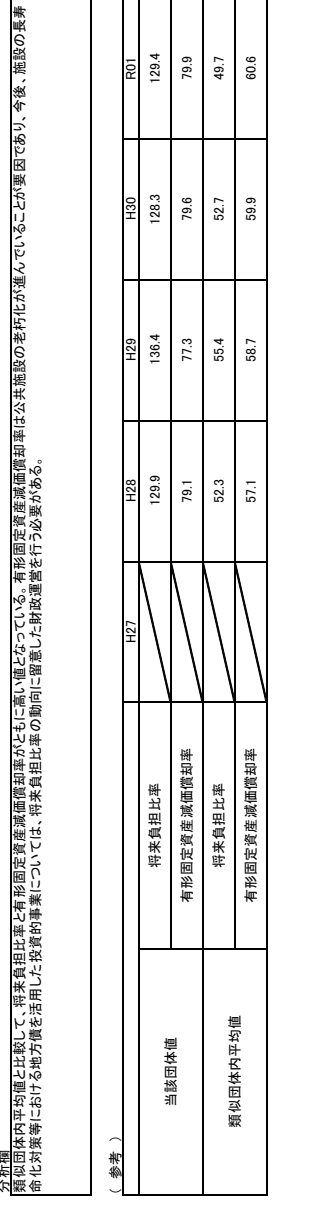 分析欄
類似団体内平均値と比較して、将来負担比率と有形固定資産減価償却率がともに高い値となっている。有形固定資産減価償却率は公共施設の老朽化が進んでいることが要因であり、今後、施設の長寿
命化対策等における地方債を活用した投資的事業については、将来負担比率の動向に留意した財政運営を行う必要がある。
（ 参考 ）
H27 H28 H29 H30 R01
当該団体値 将来負担比率 129.9 136.4 128.3 129.4
有形固定資産減価償却率 79.1 77.3 79.6 79.9
類似団体内平均値 将来負担比率 52.3 55.4 52.7 49.7
有形固定資産減価償却率 57.1 58.7 59.9 60.6